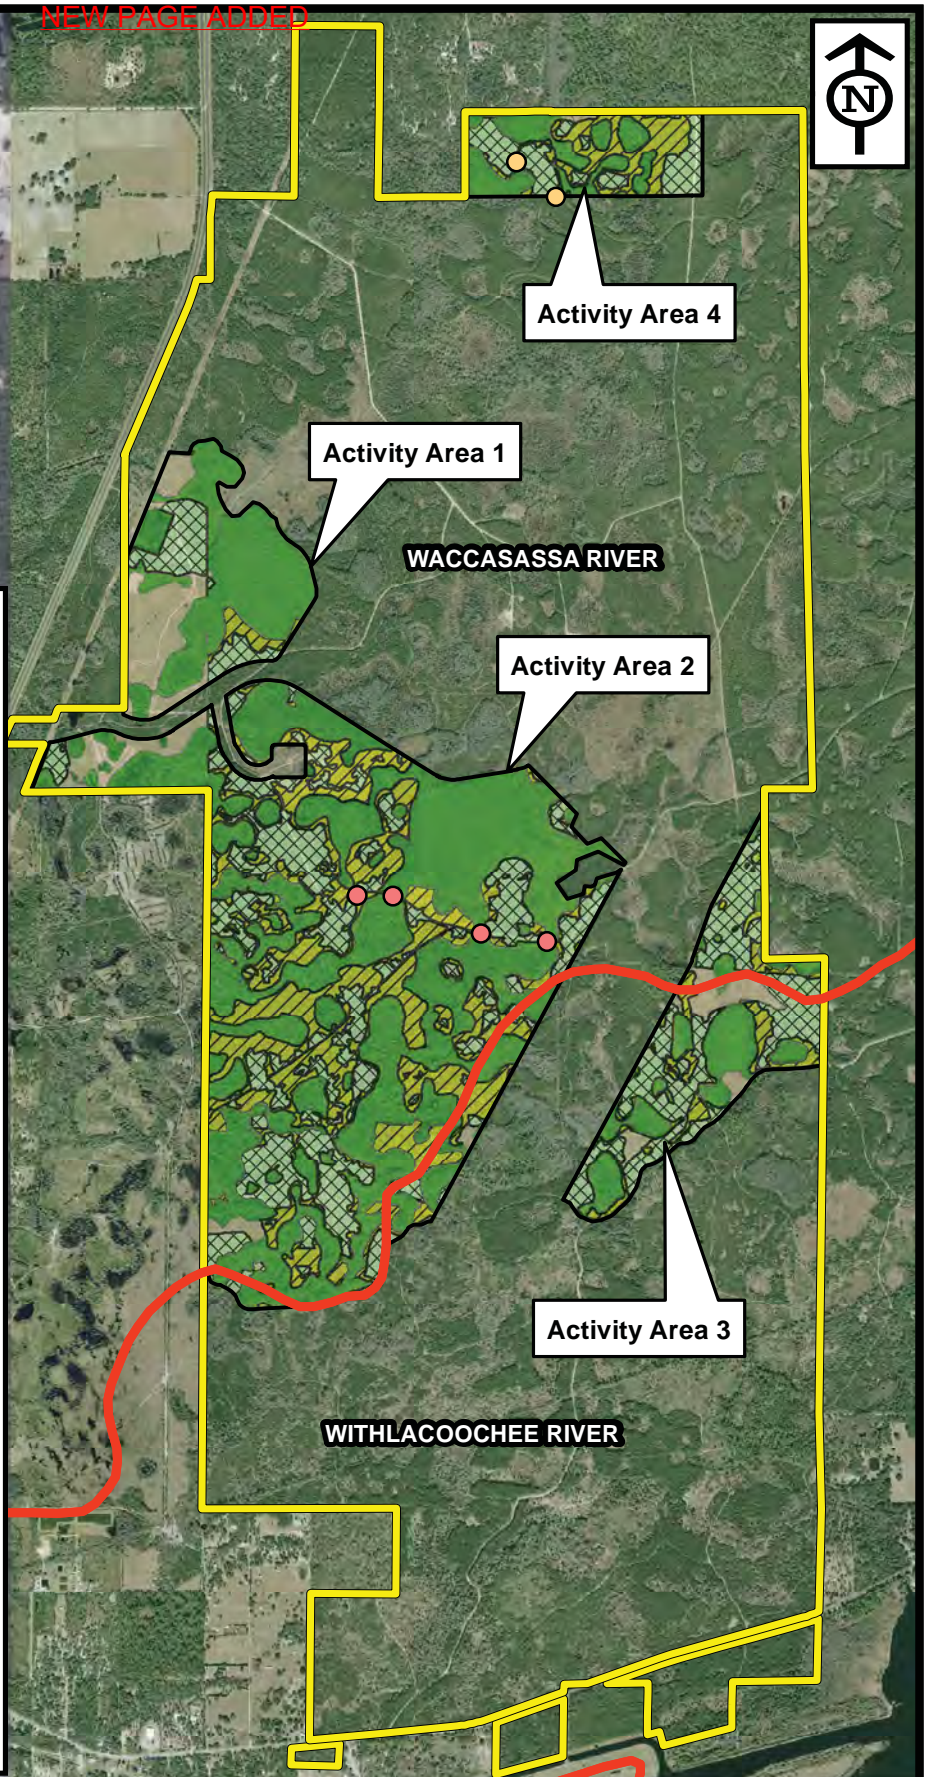 NEW PAGE ADDED
N
Activity Area 4
Activity Area 1
WACCASASSA RIVER
Activity Area 2
Activity Area 3
WITHLACOOCHEE RIVER